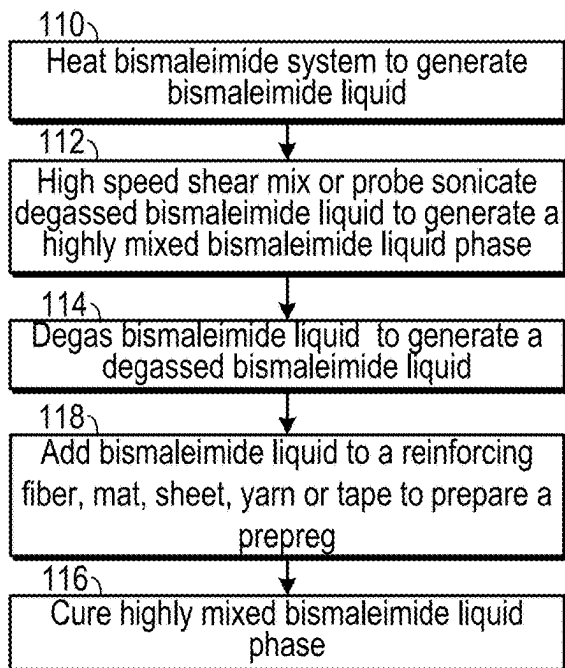 110
Heat bismaleimide system to generate
bismaleimide liquid
112
High speed shear mix or probe sonicate
degassed bismaleimide liquid to generate a
highly mixed bismaleimide liquid phase
114
Degas bismaleimide liquid to generate a
degassed bismaleimide liquid
118
Add bismaleimide liquid to a reinforcing
fiber, mat, sheet, yarn or tape to prepare a
prepreg
116
Cure highly mixed bismaleimide liquid
phase